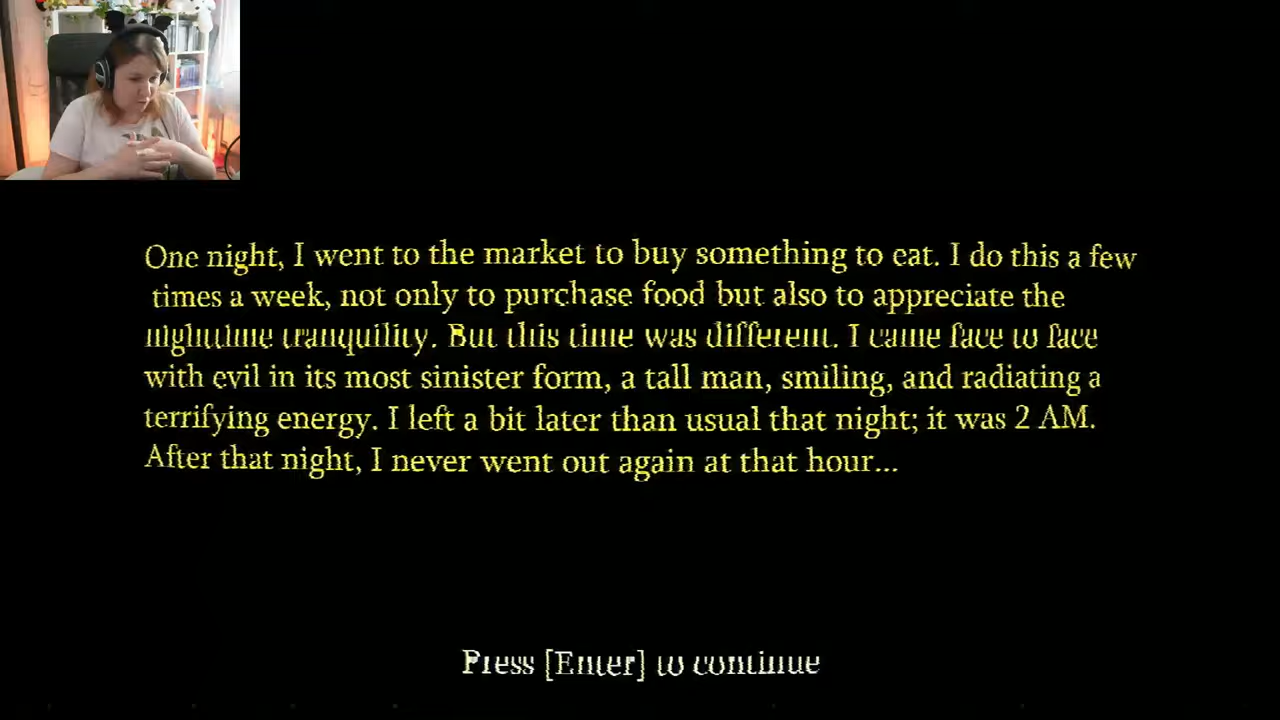 One night, I went to the market to buy something to eat. I do this a few
times a week, not only to purchase food but also to appreciate the
nighttime tranquility. But this time was different. I came face to face
with evil in its most sinister form, a tall man, smiling, and radiating a
terrifying energy. I left a bit later than usual that night; it was 2 AM.
After that night, I never went out again at that hour...
Press [Enter] to continue